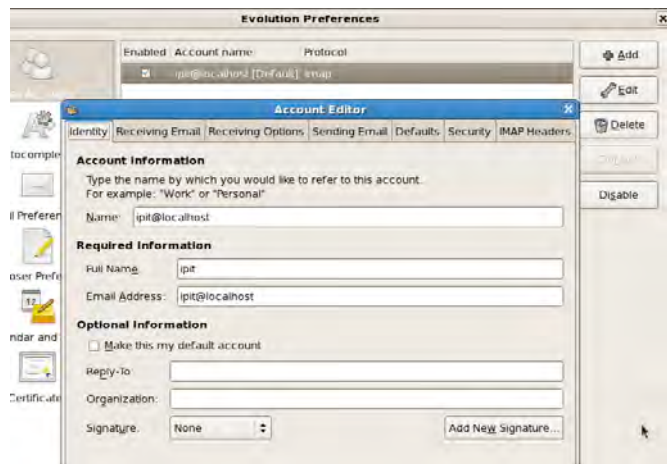 Evolution Preferences
Enabled Account name Protocol
ipit@localhost [Default] imap
Add
Edit
Delete
Default
Disable
Account Editor
Identity Receiving Email Receiving Options Sending Email Defaults Security IMAP Headers
Account Information
Type the name by which you would like to refer to this account.
For example: "Work" or "Personal"
Name: ipit@localhost
Required Information
Full Name: ipit
Email Address: ipit@localhost
Optional Information
Make this my default account
Reply-To:
Organization:
Signature: None
Add New Signature...
tocomple
l Preferen
oser Prefe
12
ndar and
Certificate